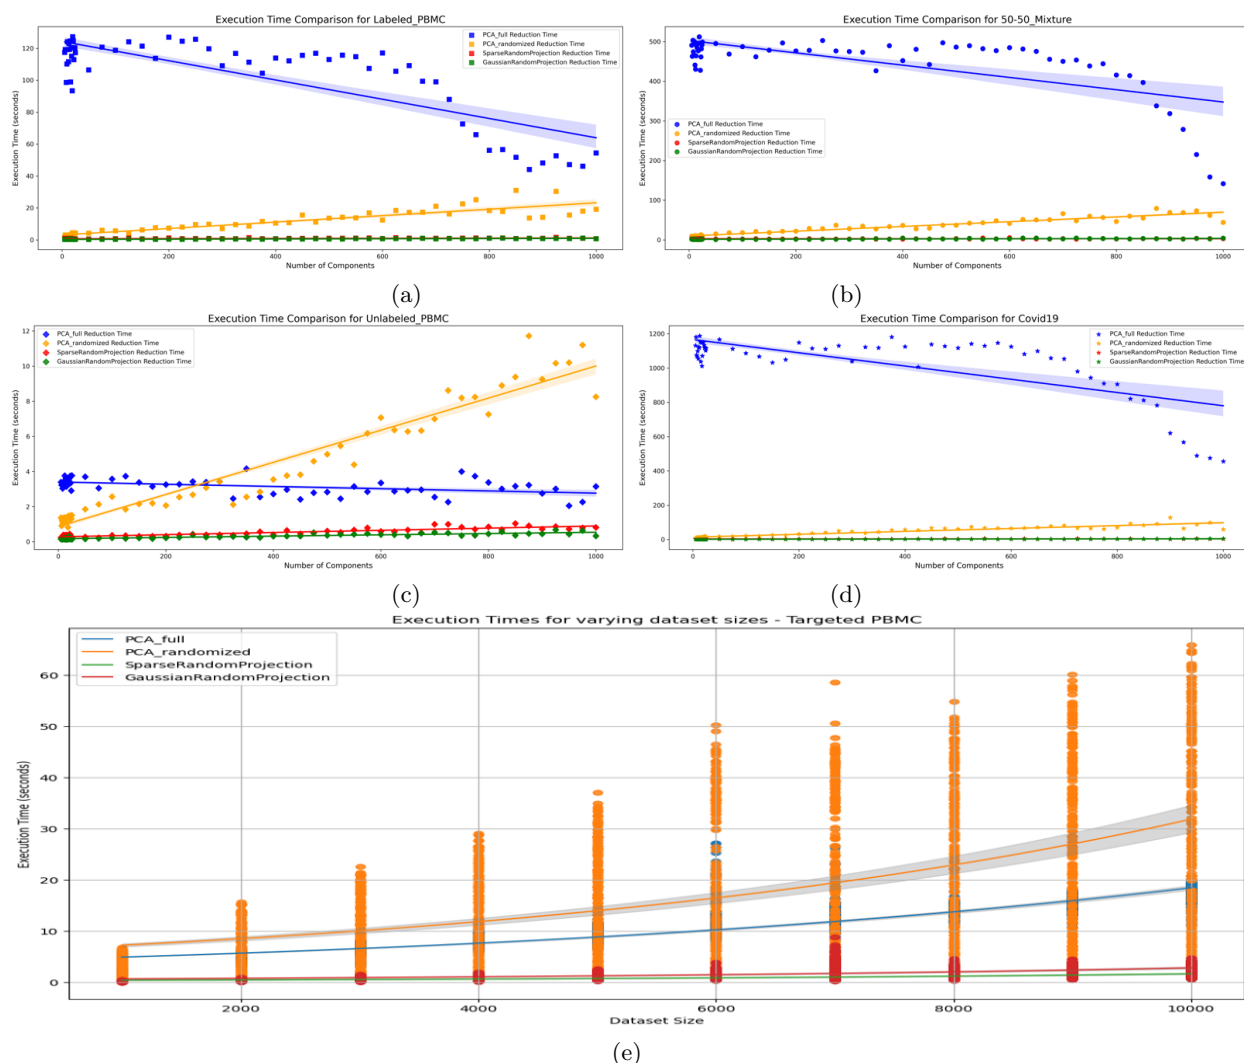 Execution Time Comparison for Labeled_PBMC
PCA_full Reduction Time
PCA_randomized Reduction Time
SparseRandomProjection Reduction Time
GaussianRandomProjection Reduction Time
Execution Time (seconds)
120
100
80
60
40
20
0
0 200 400 600 800 1000
Number of Components
(a)
Execution Time Comparison for 50-50_Mixture
PCA_full Reduction Time
PCA_randomized Reduction Time
SparseRandomProjection Reduction Time
GaussianRandomProjection Reduction Time
Execution Time (seconds)
500
400
300
200
100
0
0 200 400 600 800 1000
Number of Components
(b)
Execution Time Comparison for Unlabeled_PBMC
PCA_full Reduction Time
PCA_randomized Reduction Time
SparseRandomProjection Reduction Time
GaussianRandomProjection Reduction Time
Execution Time (seconds)
12
10
8
6
4
2
0
0 200 400 600 800 1000
Number of Components
(c)
Execution Time Comparison for Covid19
PCA_full Reduction Time
PCA_randomized Reduction Time
SparseRandomProjection Reduction Time
GaussianRandomProjection Reduction Time
Execution Time (seconds)
1200
1000
800
600
400
200
0
0 200 400 600 800 1000
Number of Components
(d)
Execution Times for varying dataset sizes - Targeted PBMC
PCA_full
PCA_randomized
SparseRandomProjection
GaussianRandomProjection
Execution Time (seconds)
60
50
40
30
20
10
0
2000 4000 6000 8000 10000
Dataset Size
(e)